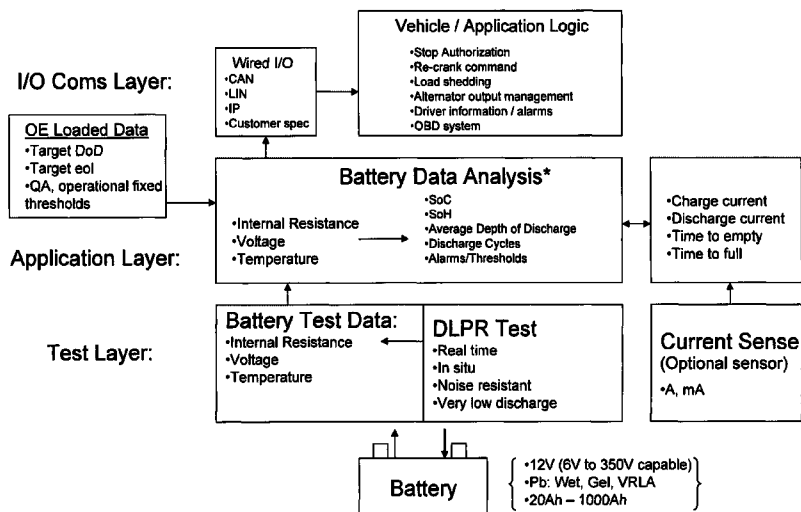 Vehicle / Application Logic
•Stop Authorization
•Re-crank command
•Load shedding
•Alternator output management
•Driver information / alarms
•OBD system
Wired I/O
•CAN
•LIN
•IP
•Customer spec
I/O Coms Layer:
OE Loaded Data
•Target DoD
•Target eol
•QA, operational fixed
thresholds
Battery Data Analysis*
•Internal Resistance
•Voltage
•Temperature
•SoC
•SoH
•Average Depth of Discharge
•Discharge Cycles
•Alarms/Thresholds
•Charge current
•Discharge current
•Time to empty
•Time to full
Application Layer:
Test Layer:
Battery Test Data:
•Internal Resistance
•Voltage
•Temperature
DLPR Test
•Real time
•In situ
•Noise resistant
•Very low discharge
Current Sense
(Optional sensor)
•A, mA
Battery
•12V (6V to 350V capable)
•Pb: Wet, Gel, VRLA
•20Ah – 1000Ah